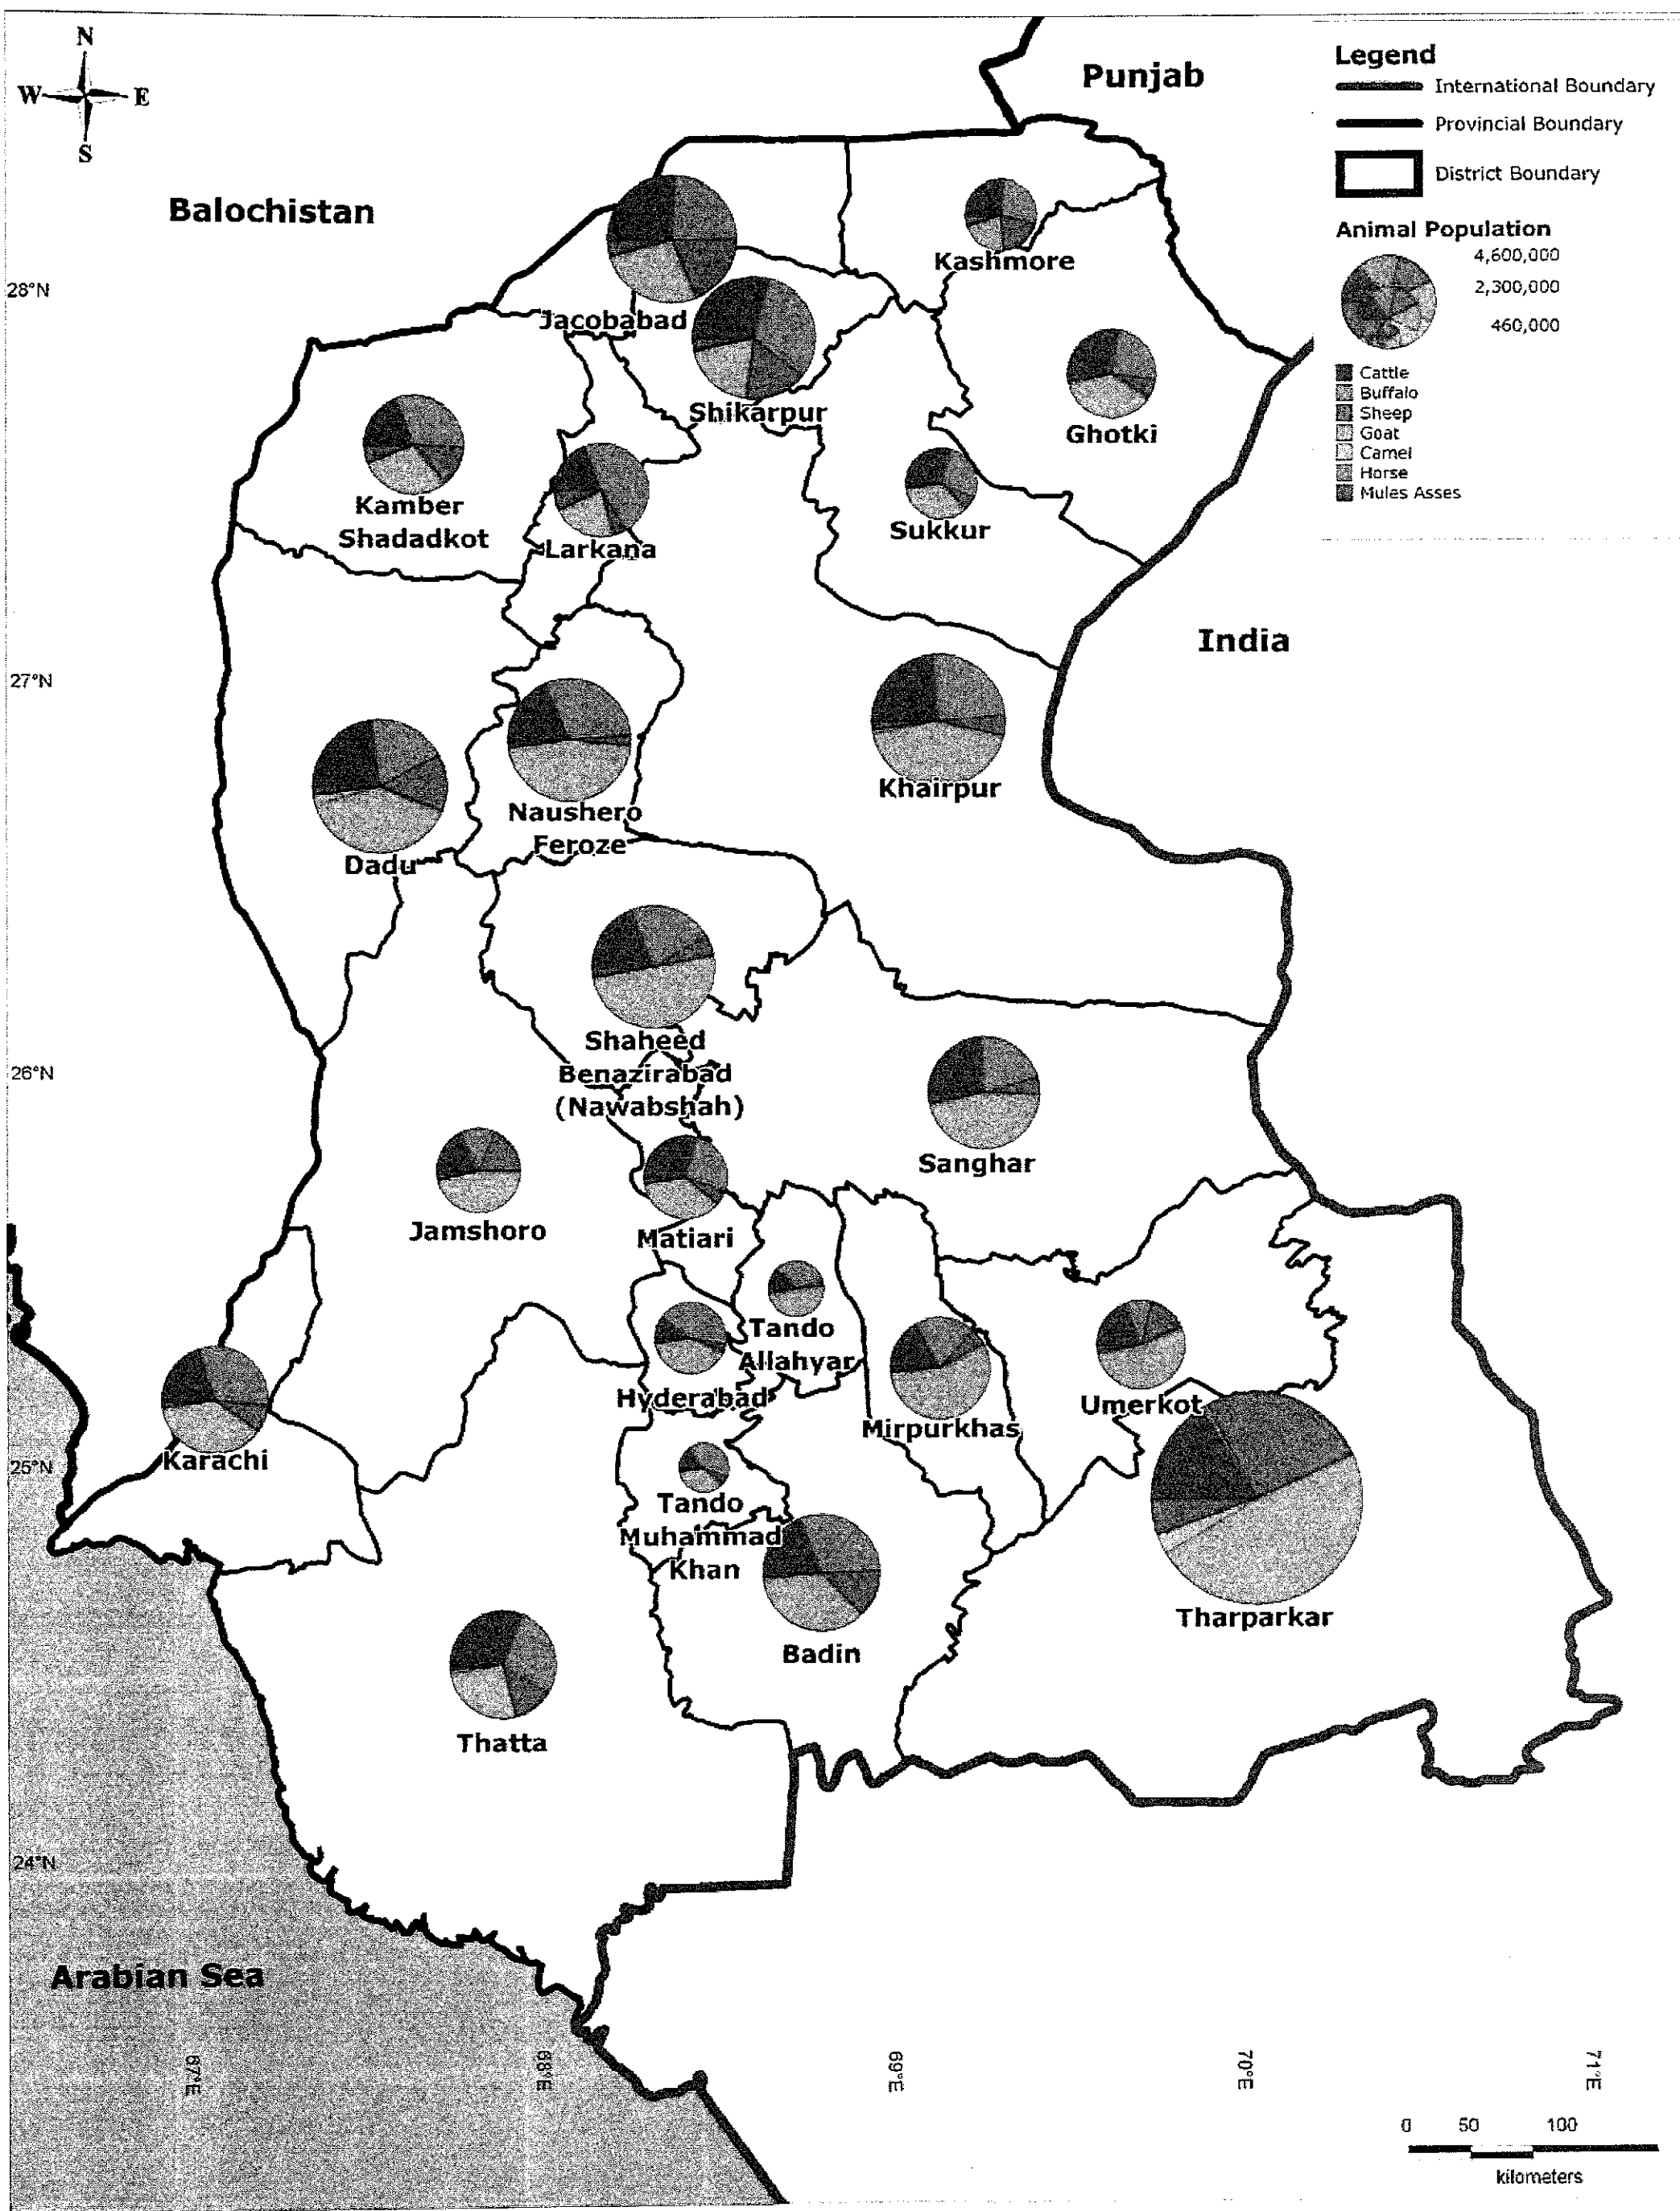 N
W E
S
Punjab
Balochistan
Legend
International Boundary
Provincial Boundary
District Boundary
Animal Population
4,600,000
2,300,000
460,000
Cattle
Buffalo
Sheep
Goat
Camel
Horse
Mules Asses
28°N
Kashmore
Jacobabad
Shikarpur
Ghotki
Kamber
Shadadkot
Larkana
Sukkur
India
27°N
Khairpur
Naushero
Feroze
Dadu
Shaheed
Benazirabad
(Nawabshah)
26°N
Sanghar
Jamshoro
Matiari
Tando
Allahyar
Hyderabad
Mirpurkhas
Umerkot
Karachi
25°N
Tando
Muhammad
Khan
Tharparkar
Badin
Thatta
24°N
Arabian Sea
67°E
68°E
69°E
70°E
71°E
0 50 100
kilometers